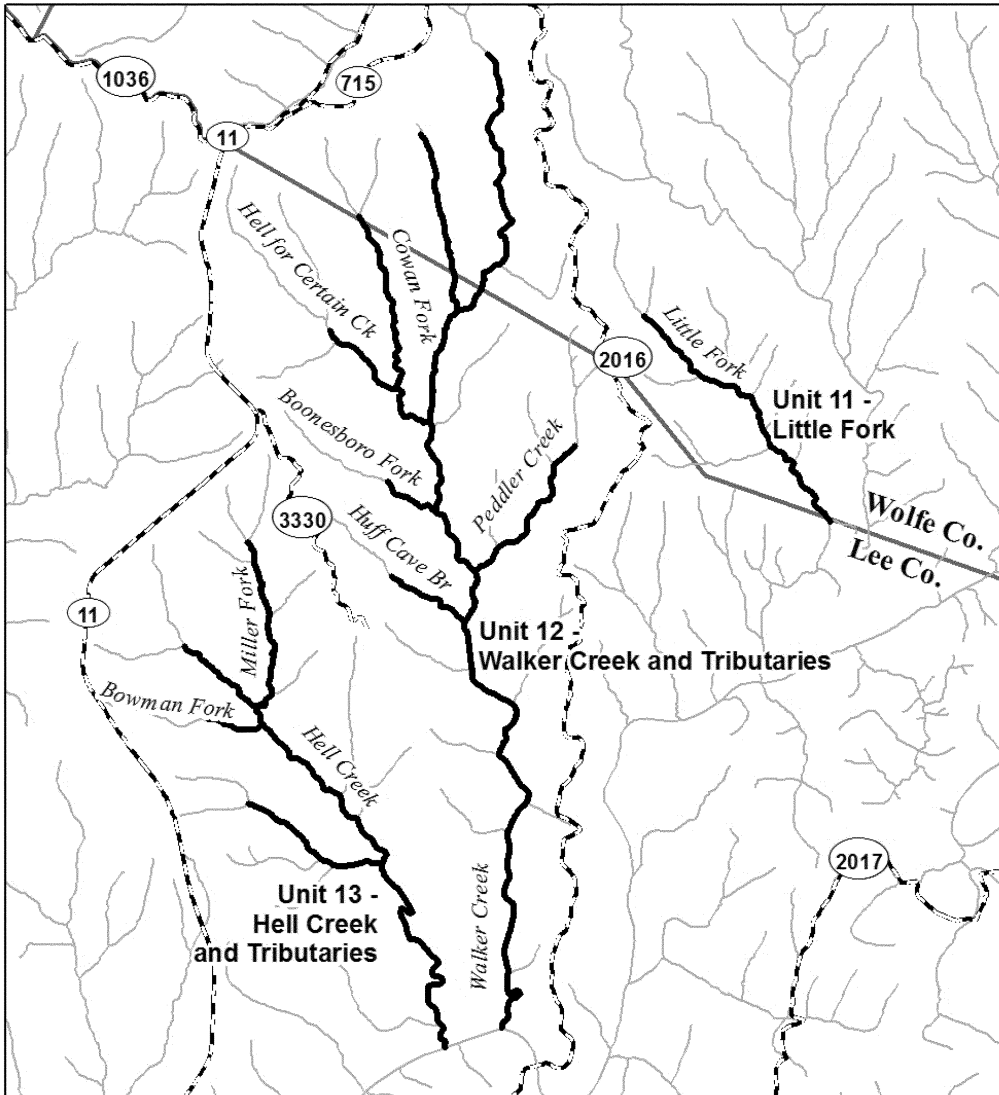 1036
715
11
Hell for Certain Ck
Cowan Fork
Little Fork
2016
Unit 11 -
Little Fork
Boonesboro Fork
Peddler Creek
Wolfe Co.
Lee Co.
3330
Huff Cave Br
11
Miller Fork
Unit 12 -
Walker Creek and Tributaries
Bowman Fork
Hell Creek
2017
Unit 13 -
Hell Creek
and Tributaries
Walker Creek